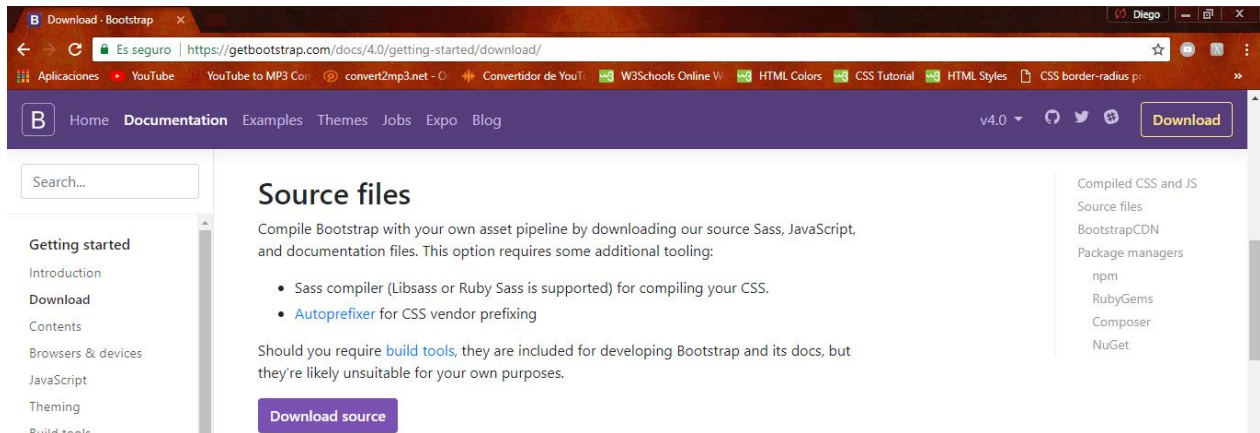 B Download · Bootstrap
Diego
Es seguro | https://getbootstrap.com/docs/4.0/getting-started/download/
Aplicaciones YouTube YouTube to MP3 Con convert2mp3.net - O Convertidor de YouT W3Schools Online W HTML Colors CSS Tutorial HTML Styles CSS border-radius pr »
B Home Documentation Examples Themes Jobs Expo Blog v4.0 Download
Search...
Source files
Compile Bootstrap with your own asset pipeline by downloading our source Sass, JavaScript,
and documentation files. This option requires some additional tooling:
• Sass compiler (Libsass or Ruby Sass is supported) for compiling your CSS.
• Autoprefixer for CSS vendor prefixing
Should you require build tools, they are included for developing Bootstrap and its docs, but
they're likely unsuitable for your own purposes.
Download source
Getting started
Introduction
Download
Contents
Browsers & devices
JavaScript
Theming
Build tools
Compiled CSS and JS
Source files
BootstrapCDN
Package managers
npm
RubyGems
Composer
NuGet